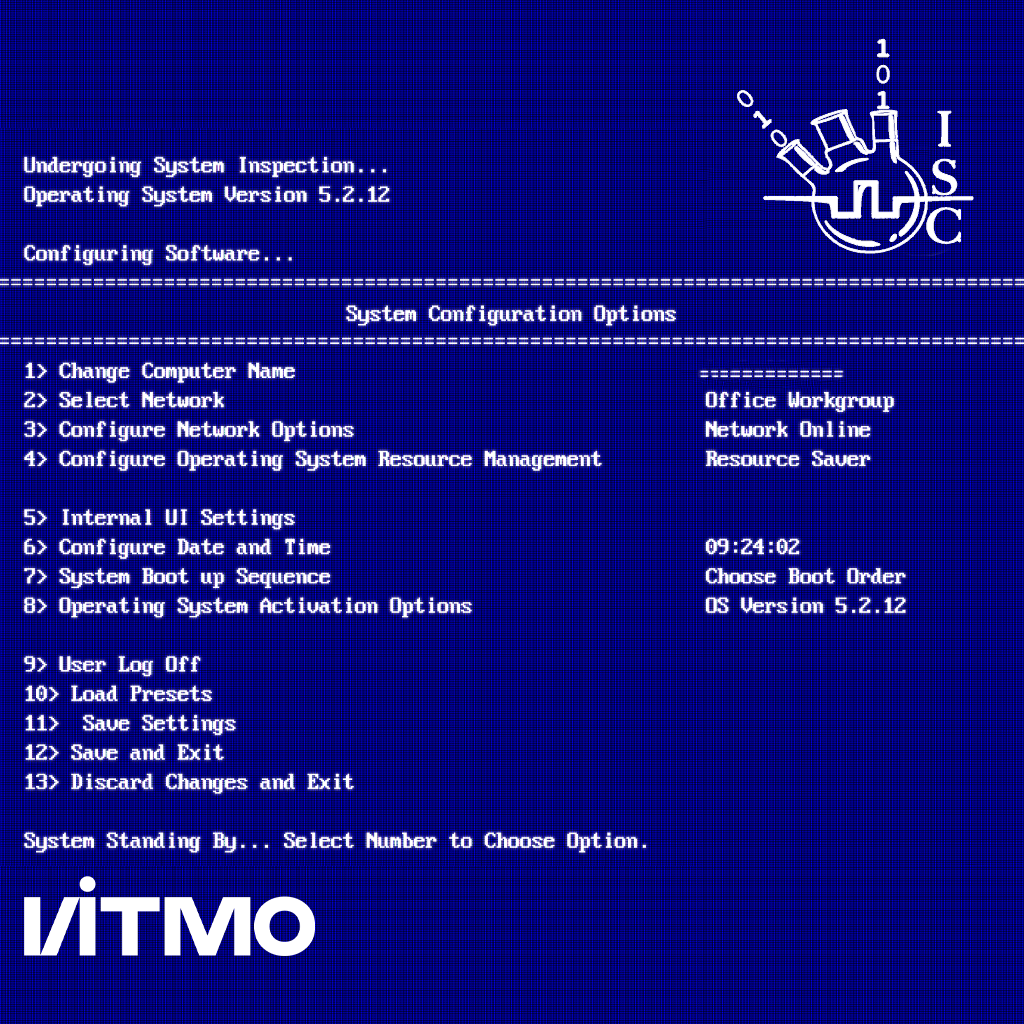 1
0
1
0
1
0
I
S
C
Undergoing System Inspection...
Operating System Version 5.2.12
Configuring Software...
=======================================================================================
System Configuration Options
=======================================================================================
1> Change Computer Name =============
2> Select Network Office Workgroup
3> Configure Network Options Network Online
4> Configure Operating System Resource Management Resource Saver
5> Internal UI Settings
6> Configure Date and Time 09:24:02
7> System Boot up Sequence Choose Boot Order
8> Operating System Activation Options OS Version 5.2.12
9> User Log Off
10> Load Presets
11> Save Settings
12> Save and Exit
13> Discard Changes and Exit
System Standing By... Select Number to Choose Option.
ИTMO